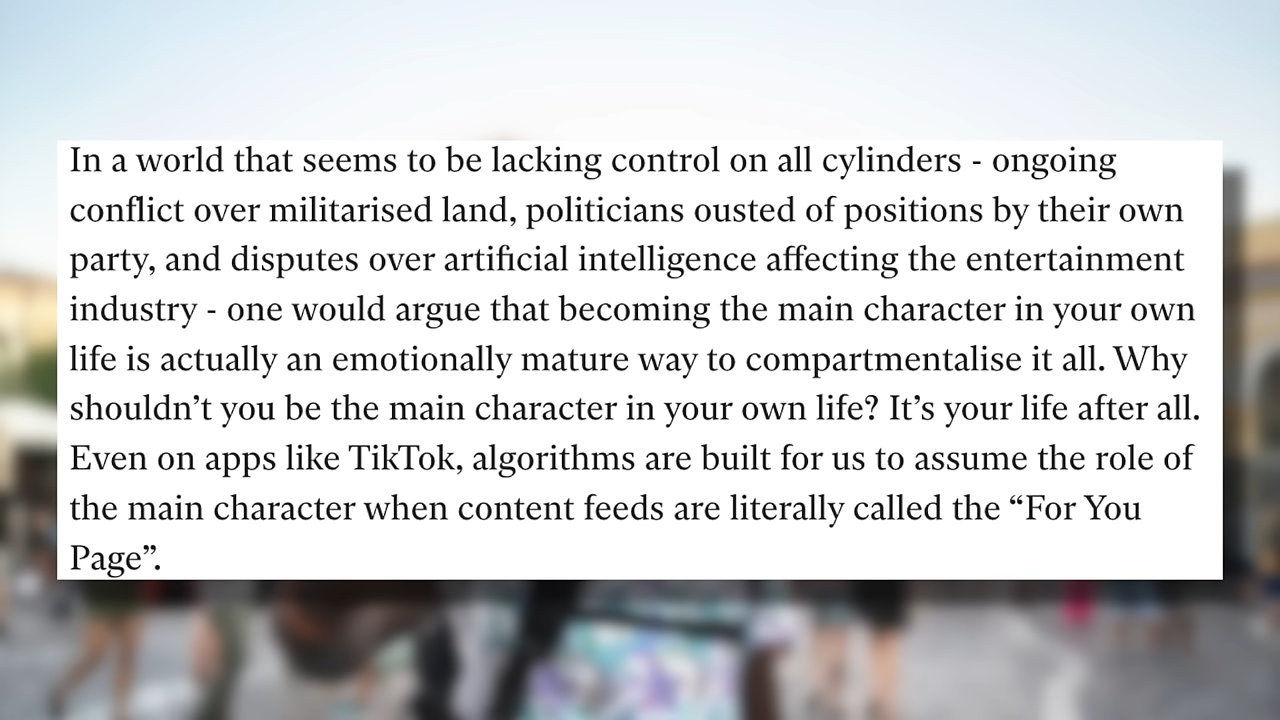 In a world that seems to be lacking control on all cylinders - ongoing
conflict over militarised land, politicians ousted of positions by their own
party, and disputes over artificial intelligence affecting the entertainment
industry - one would argue that becoming the main character in your own
life is actually an emotionally mature way to compartmentalise it all. Why
shouldn’t you be the main character in your own life? It’s your life after all.
Even on apps like TikTok, algorithms are built for us to assume the role of
the main character when content feeds are literally called the “For You
Page”.